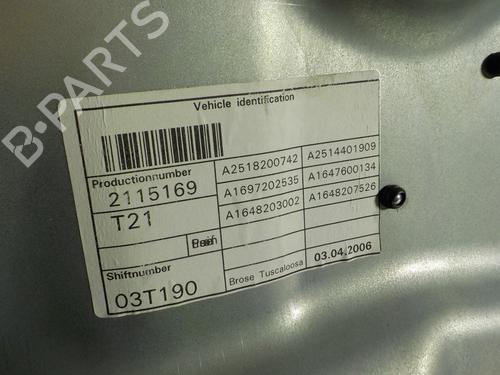 B-PARTS
Vehicle identification
Productionnumber
2115169
T21
Shiftnumber
03T190
A2518200742
A1697202535
A1648203002
A2514401909
A1647600134
A1648207526
Brose Tuscaloosa
03.04.2006